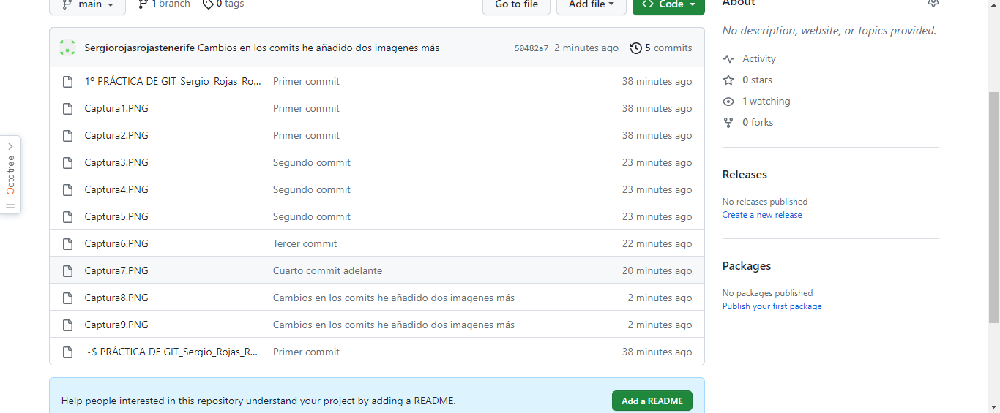 main 1 branch 0 tags Go to file Add file Code
Sergiorojasrojastenerife Cambios en los comits he añadido dos imagenes más 50482a7 2 minutes ago 5 commits
1º PRÁCTICA DE GIT_Sergio_Rojas_Ro... Primer commit 38 minutes ago
Captura1.PNG Primer commit 38 minutes ago
Captura2.PNG Primer commit 38 minutes ago
Captura3.PNG Segundo commit 23 minutes ago
Captura4.PNG Segundo commit 23 minutes ago
Captura5.PNG Segundo commit 23 minutes ago
Captura6.PNG Tercer commit 22 minutes ago
Captura7.PNG Cuarto commit adelante 20 minutes ago
Captura8.PNG Cambios en los comits he añadido dos imagenes más 2 minutes ago
Captura9.PNG Cambios en los comits he añadido dos imagenes más 2 minutes ago
~$ PRÁCTICA DE GIT_Sergio_Rojas_R... Primer commit 38 minutes ago
Help people interested in this repository understand your project by adding a README. Add a README
About
No description, website, or topics provided.
Activity
0 stars
1 watching
0 forks
Releases
No releases published
Create a new release
Packages
No packages published
Publish your first package
Octotree